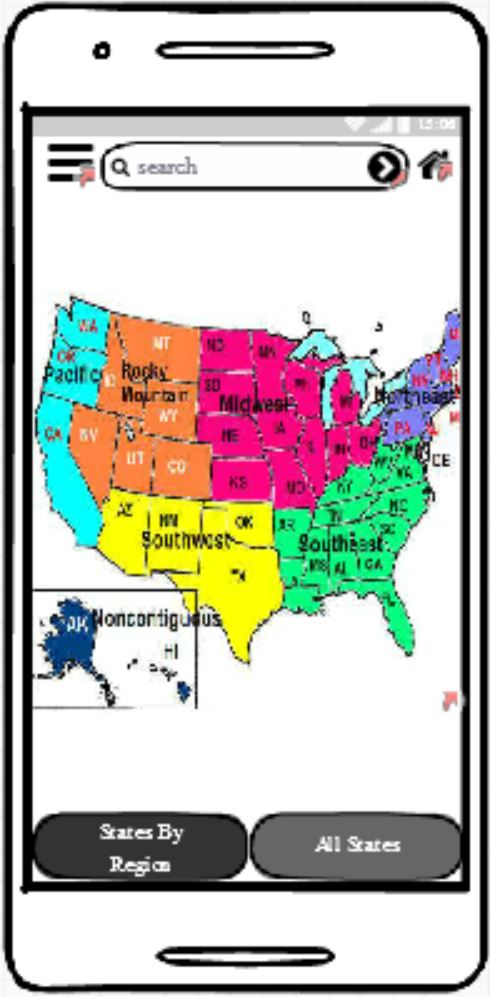 15:06
search
WA
MT
ND
MN
OR
Pacific
ID
Rocky
Mountain
SD
WI
Midwest
MI
Northeast
WY
CA
NV
NE
IA
PA
UT
CO
IL
IN
OH
KS
MO
KY
WV
VA
AZ
NM
OK
AR
TN
NC
SC
Southwest
Southeast
TX
MS
AL
GA
AK
Noncontiguous
HI
States By
Region
All States